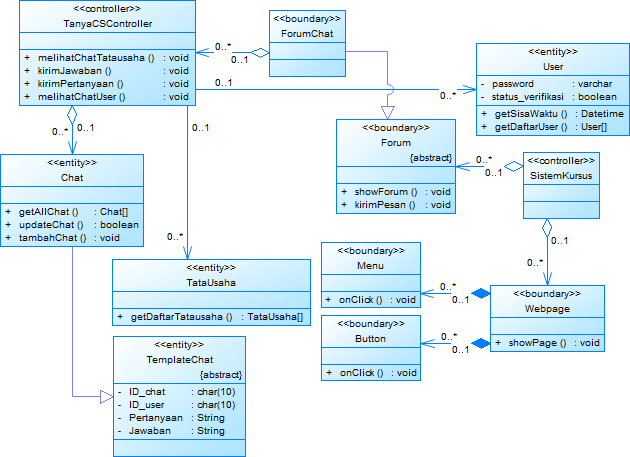 <<controller>>
TanyaCSController
+ melihatChatTatausaha () : void
+ kirimJawaban () : void
+ kirimPertanyaan () : void
+ melihatChatUser () : void
<<boundary>>
ForumChat
0..*
0..1
<<entity>>
User
- password : varchar
- status_verifikasi : boolean
+ getSisaWaktu () : Datetime
+ getDaftarUser () : User[]
0..1
0..*
0..*
0..1
0..1
<<boundary>>
Forum
{abstract}
+ showForum () : void
+ kirimPesan () : void
<<entity>>
Chat
+ getAllChat () : Chat[]
+ updateChat () : boolean
+ tambahChat () : void
0..*
0..1
<<controller>>
SistemKursus
0..1
0..*
0..*
<<entity>>
TataUsaha
+ getDaftarTatausaha () : TataUsaha[]
<<boundary>>
Menu
+ onClick () : void
0..*
0..1
<<boundary>>
Webpage
+ showPage () : void
<<boundary>>
Button
+ onClick () : void
0..*
0..1
<<entity>>
TemplateChat
{abstract}
- ID_chat : char(10)
- ID_user : char(10)
- Pertanyaan : String
- Jawaban : String